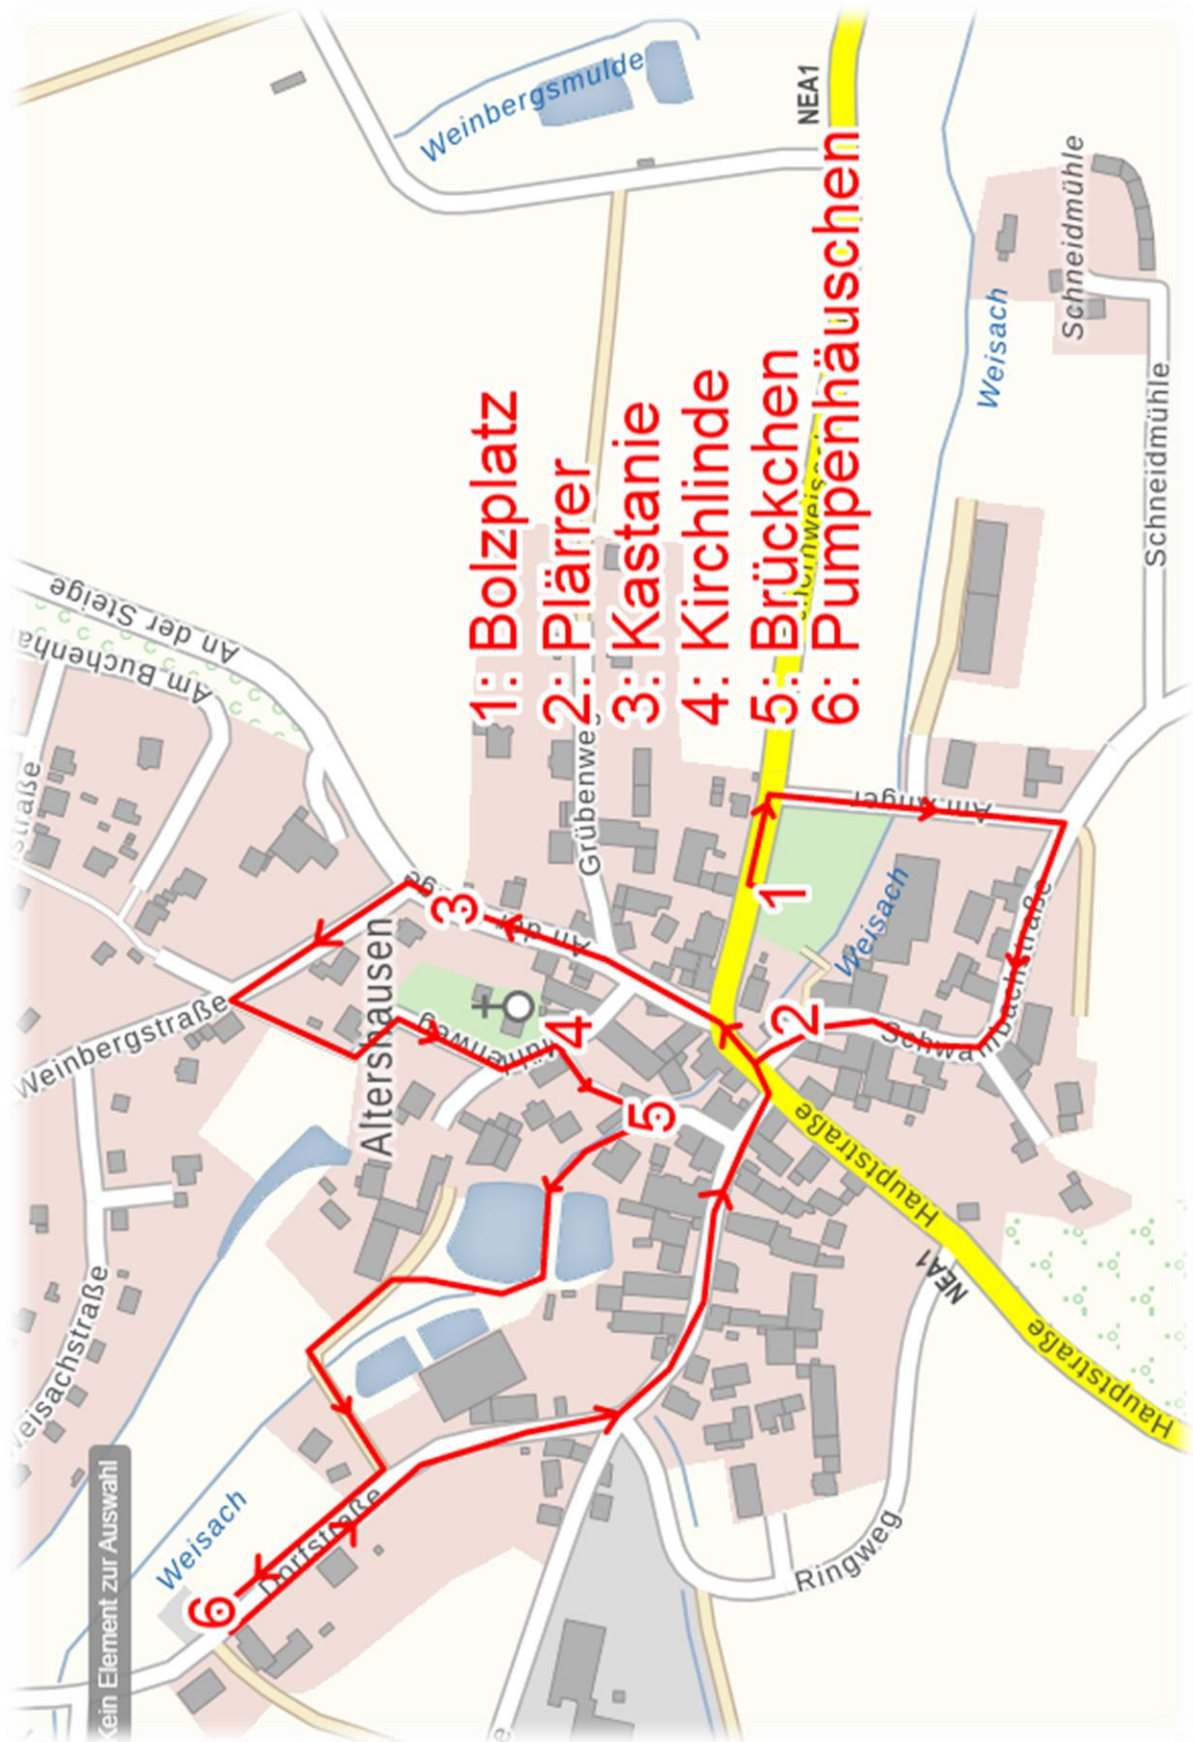 1: Bolzplatz
2: Plärrer
3: Kastanie
4: Kirchlinde
5: Brückchen
6: Pumpenhäuschen
Kein Element zur Auswahl
Weisach
Weisach
Weisach
Weinbergsmulde
NEA1
NEA1
Schneidmühle
Schneidmühle
An der Steige
Am Buchenha
straße
Weinbergstraße
Altershausen
Grübenweg
An der
Am Anger
Schwarzbachstraße
Hauptstraße
Hauptstraße
Ringweg
Dorfstraße
1
2
3
4
5
6